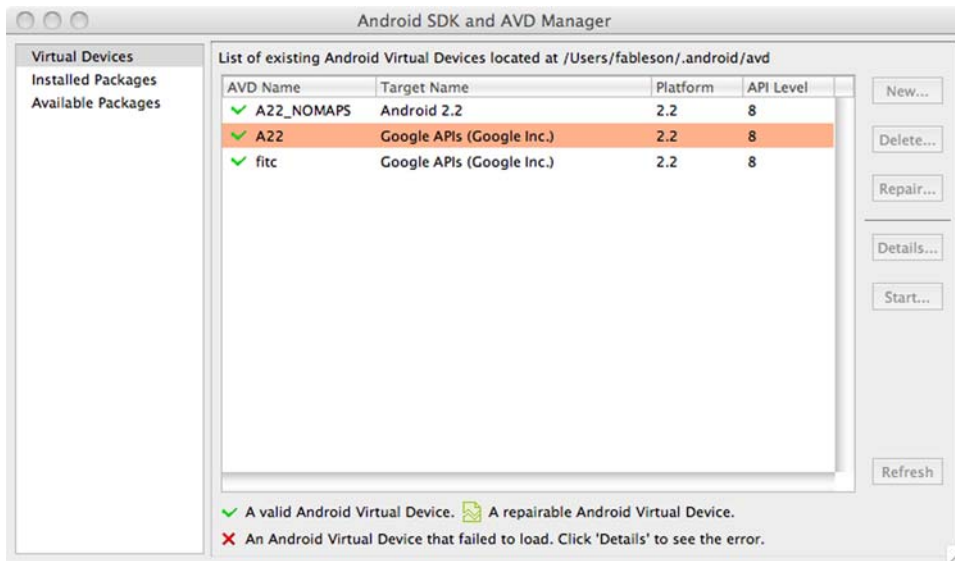 Android SDK and AVD Manager
Virtual Devices
Installed Packages
Available Packages
List of existing Android Virtual Devices located at /Users/fableson/.android/avd
AVD Name Target Name Platform API Level
A22_NOMAPS Android 2.2 2.2 8
A22 Google APIs (Google Inc.) 2.2 8
fitc Google APIs (Google Inc.) 2.2 8
New...
Delete...
Repair...
Details...
Start...
Refresh
A valid Android Virtual Device. A repairable Android Virtual Device.
An Android Virtual Device that failed to load. Click 'Details' to see the error.